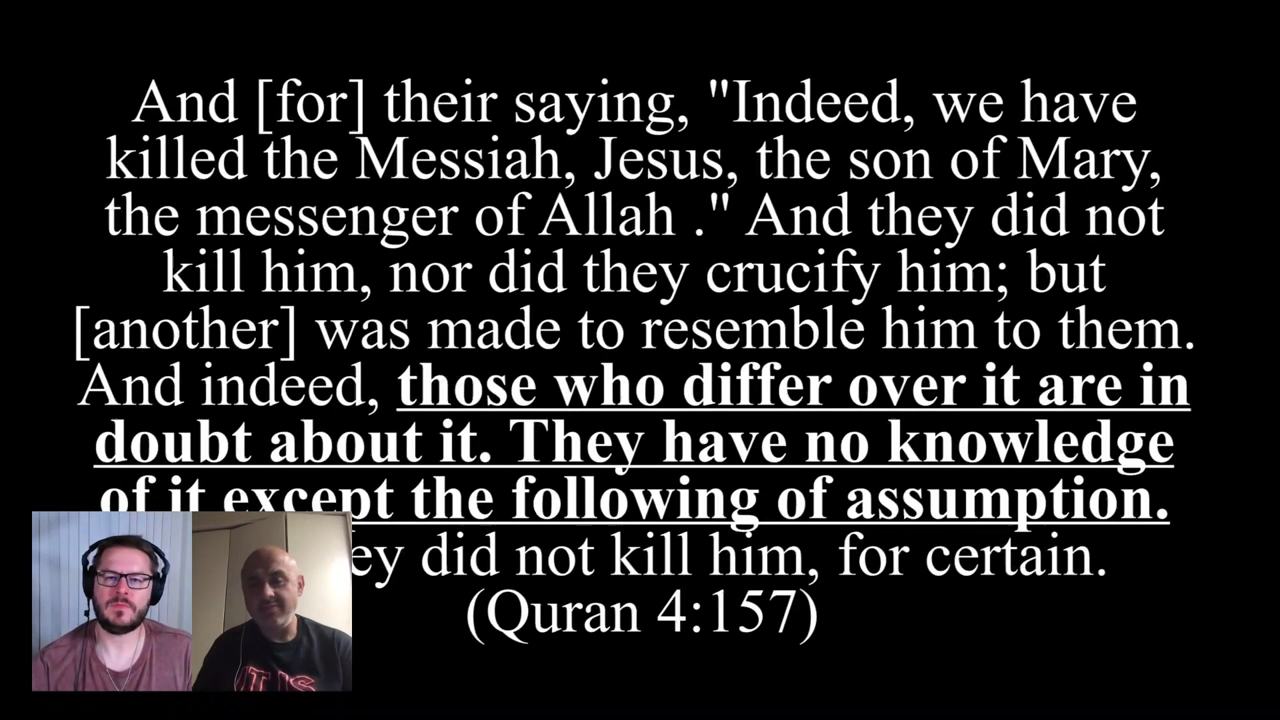 And [for] their saying, "Indeed, we have
killed the Messiah, Jesus, the son of Mary,
the messenger of Allah ." And they did not
kill him, nor did they crucify him; but
[another] was made to resemble him to them.
And indeed, those who differ over it are in
doubt about it. They have no knowledge
of it except the following of assumption.
did not kill him, for certain.
(Quran 4:157)